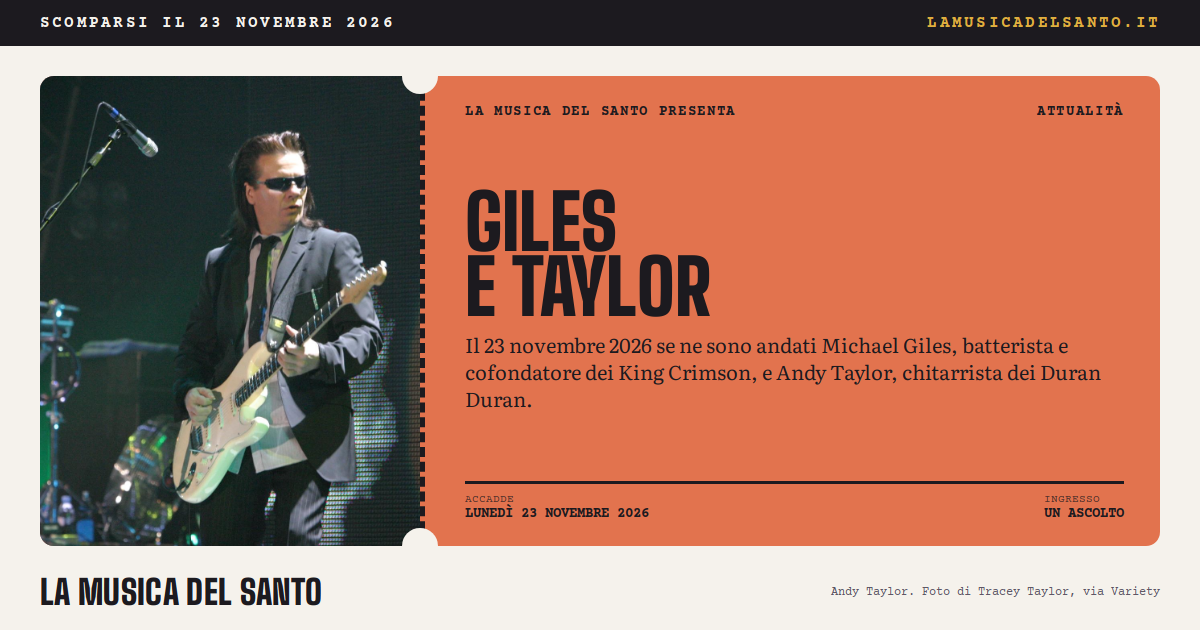 SCOMPARSI IL 23 NOVEMBRE 2026
LAMUSICADELSANTO.IT
LA MUSICA DEL SANTO PRESENTA
ATTUALITÀ
GILES
E TAYLOR
Il 23 novembre 2026 se ne sono andati Michael Giles, batterista e
cofondatore dei King Crimson, e Andy Taylor, chitarrista dei Duran
Duran.
ACCADDE
LUNEDÌ 23 NOVEMBRE 2026
INGRESSO
UN ASCOLTO
LA MUSICA DEL SANTO
Andy Taylor. Foto di Tracey Taylor, via Variety